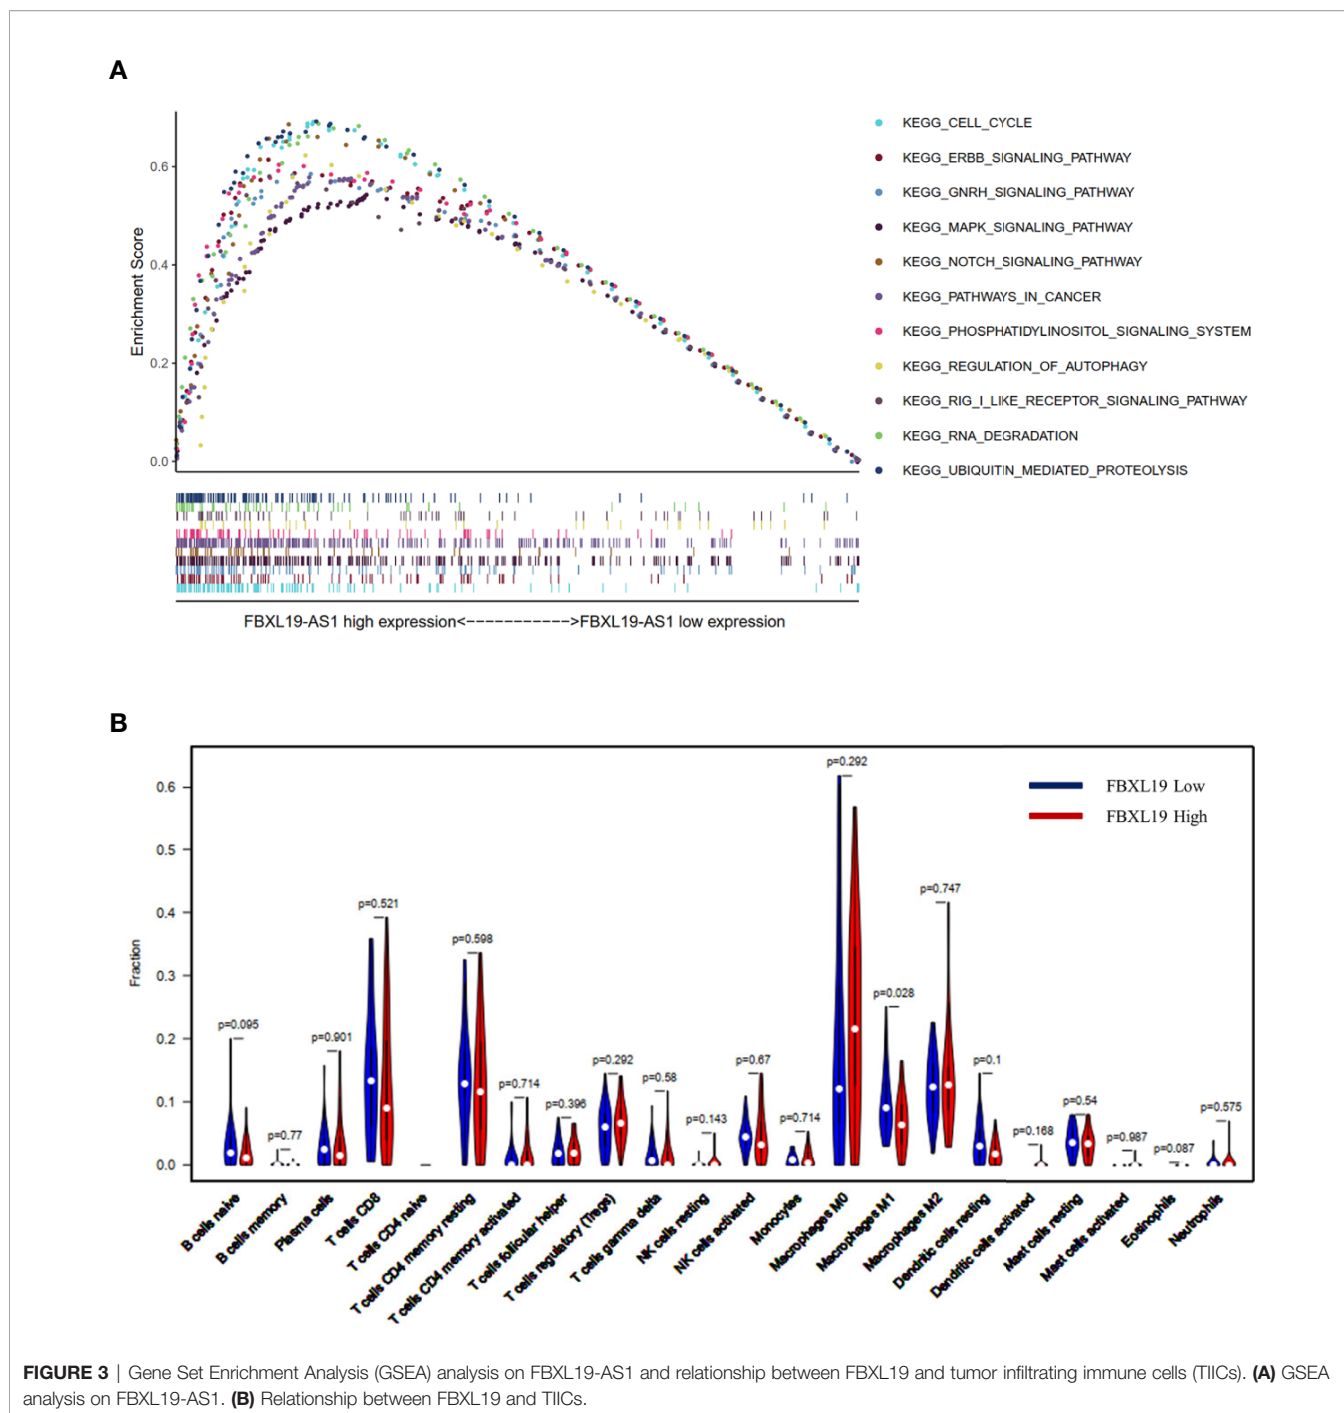 A
Enrichment Score
0.6
0.4
0.2
0.0
KEGG_CELL_CYCLE
KEGG_ERBB_SIGNALING_PATHWAY
KEGG_GNRH_SIGNALING_PATHWAY
KEGG_MAPK_SIGNALING_PATHWAY
KEGG_NOTCH_SIGNALING_PATHWAY
KEGG_PATHWAYS_IN_CANCER
KEGG_PHOSPHATIDYLINOSITOL_SIGNALING_SYSTEM
KEGG_REGULATION_OF_AUTOPHAGY
KEGG_RIG_I_LIKE_RECEPTOR_SIGNALING_PATHWAY
KEGG_RNA_DEGRADATION
KEGG_UBIQUITIN_MEDIATED_PROTEOLYSIS
FBXL19-AS1 high expression<----------->FBXL19-AS1 low expression
B
Fraction
0.6
0.5
0.4
0.3
0.2
0.1
0.0
FBXL19 Low
FBXL19 High
p=0.095
p=0.77
p=0.901
p=0.521
p=0.598
p=0.714
p=0.396
p=0.292
p=0.58
p=0.143
p=0.67
p=0.714
p=0.292
p=0.028
p=0.747
p=0.1
p=0.168
p=0.54
p=0.987
p=0.087
p=0.575
B cells naive
B cells memory
Plasma cells
T cells CD8
T cells CD4 naive
T cells CD4 memory resting
T cells CD4 memory activated
T cells follicular helper
T cells regulatory (Tregs)
T cells gamma delta
NK cells resting
NK cells activated
Monocytes
Macrophages M0
Macrophages M1
Macrophages M2
Dendritic cells resting
Dendritic cells activated
Mast cells resting
Mast cells activated
Eosinophils
Neutrophils
FIGURE 3 | Gene Set Enrichment Analysis (GSEA) analysis on FBXL19-AS1 and relationship between FBXL19 and tumor infiltrating immune cells (TIICs). (A) GSEA
analysis on FBXL19-AS1. (B) Relationship between FBXL19 and TIICs.